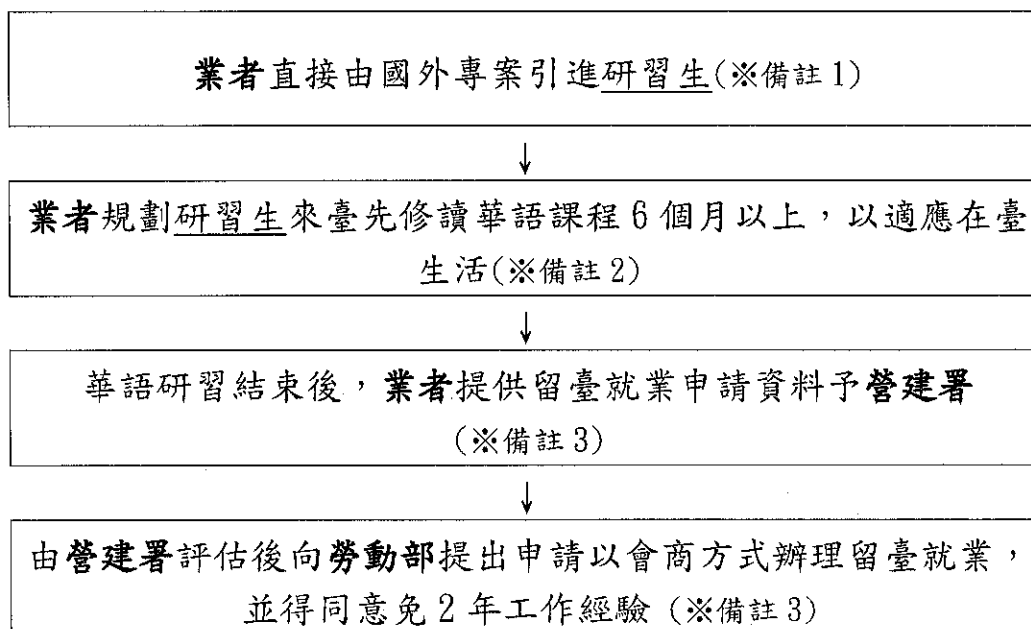 業者直接由國外專案引進研習生(※備註1)
↓
業者規劃研習生來臺先修讀華語課程6個月以上，以適應在臺
生活(※備註2)
↓
華語研習結束後，業者提供留臺就業申請資料予營建署
(※備註3)
↓
由營建署評估後向勞動部提出申請以會商方式辦理留臺就業，
並得同意免2年工作經驗(※備註3)